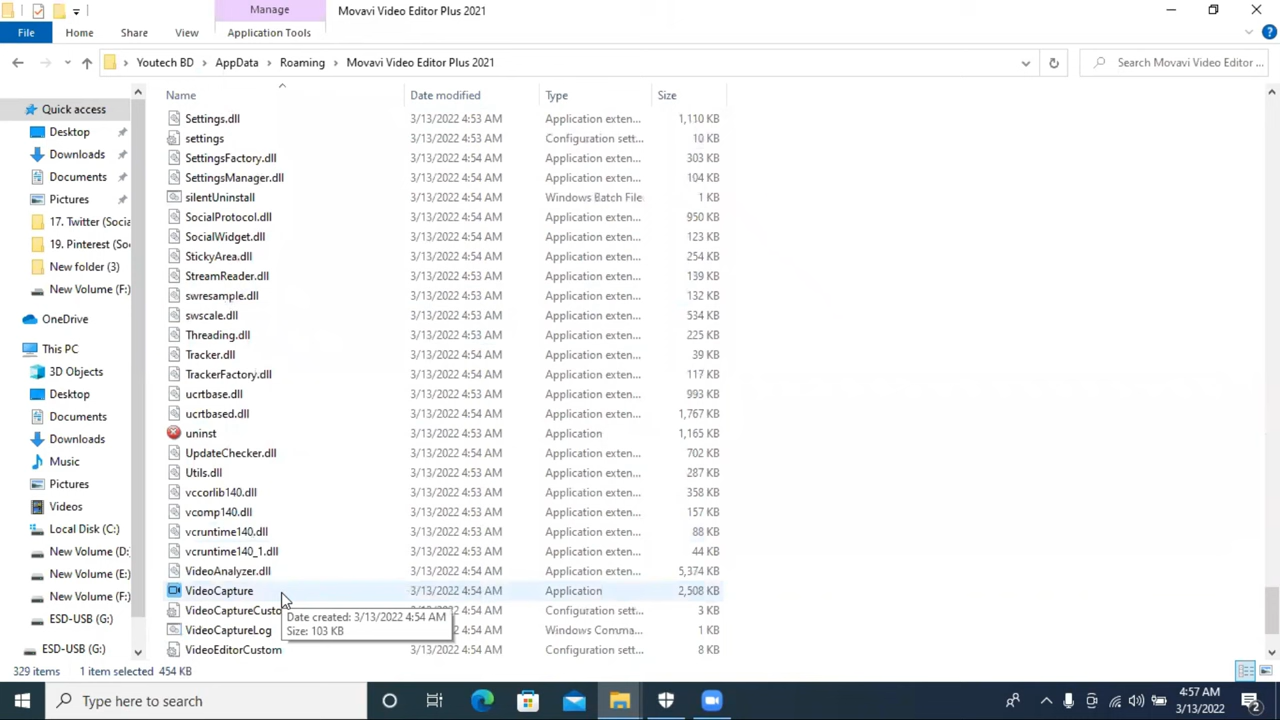 Manage
Movavi Video Editor Plus 2021
File
Home
Share
View
Application Tools
Youtech BD
AppData
Roaming
Movavi Video Editor Plus 2021
Search Movavi Video Editor ...
Name
Date modified
Type
Size
Quick access
Desktop
Downloads
Documents
Pictures
17. Twitter (Socia
19. Pinterest (So
New folder (3)
New Volume (F:)
OneDrive
This PC
3D Objects
Desktop
Documents
Downloads
Music
Pictures
Videos
Local Disk (C:)
New Volume (D:
New Volume (E:)
New Volume (F:)
ESD-USB (G:)
ESD-USB (G:)
Settings.dll 3/13/2022 4:53 AM Application exten... 1,110 KB
settings 3/13/2022 4:53 AM Configuration sett... 10 KB
SettingsFactory.dll 3/13/2022 4:54 AM Application exten... 303 KB
SettingsManager.dll 3/13/2022 4:54 AM Application exten... 104 KB
silentUninstall 3/13/2022 4:54 AM Windows Batch File 1 KB
SocialProtocol.dll 3/13/2022 4:54 AM Application exten... 950 KB
SocialWidget.dll 3/13/2022 4:54 AM Application exten... 123 KB
StickyArea.dll 3/13/2022 4:54 AM Application exten... 254 KB
StreamReader.dll 3/13/2022 4:54 AM Application exten... 139 KB
swresample.dll 3/13/2022 4:53 AM Application exten... 132 KB
swscale.dll 3/13/2022 4:53 AM Application exten... 534 KB
Threading.dll 3/13/2022 4:53 AM Application exten... 225 KB
Tracker.dll 3/13/2022 4:54 AM Application exten... 39 KB
TrackerFactory.dll 3/13/2022 4:54 AM Application exten... 117 KB
ucrtbase.dll 3/13/2022 4:53 AM Application exten... 993 KB
ucrtbased.dll 3/13/2022 4:54 AM Application exten... 1,767 KB
uninst 3/13/2022 4:53 AM Application 1,165 KB
UpdateChecker.dll 3/13/2022 4:54 AM Application exten... 702 KB
Utils.dll 3/13/2022 4:54 AM Application exten... 287 KB
vccorlib140.dll 3/13/2022 4:53 AM Application exten... 358 KB
vcomp140.dll 3/13/2022 4:53 AM Application exten... 157 KB
vcruntime140.dll 3/13/2022 4:53 AM Application exten... 88 KB
vcruntime140_1.dll 3/13/2022 4:53 AM Application exten... 44 KB
VideoAnalyzer.dll 3/13/2022 4:54 AM Application exten... 5,374 KB
VideoCapture 3/13/2022 4:54 AM Application 2,508 KB
VideoCaptureCusto Configuration sett... 3 KB
Date created: 3/13/2022 4:54 AM
Size: 103 KB
VideoCaptureLog Windows Comma... 1 KB
VideoEditorCustom 3/13/2022 4:54 AM Configuration sett... 8 KB
329 items
1 item selected 454 KB
Type here to search
4:57 AM
3/13/2022
2